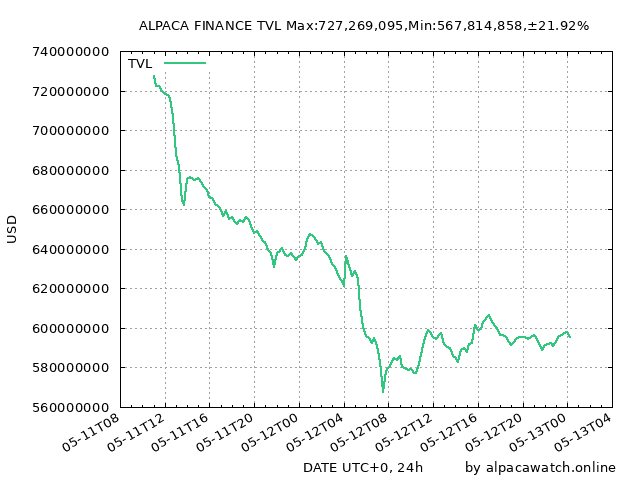 ALPACA FINANCE TVL Max:727,269,095,Min:567,814,858,±21.92%
TVL
740000000
720000000
700000000
680000000
660000000
640000000
620000000
600000000
580000000
560000000
USD
05-11T08
05-11T12
05-11T16
05-11T20
05-12T00
05-12T04
05-12T08
05-12T12
05-12T16
05-12T20
05-13T00
05-13T04
DATE UTC+0, 24h
by alpacawatch.online